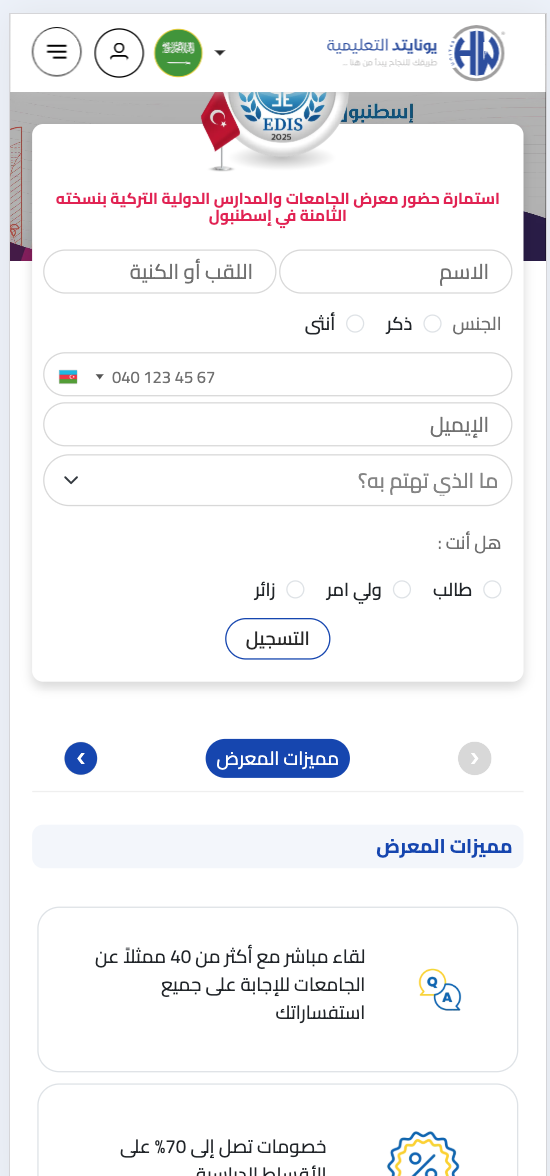 يونايتد التعليمية
طريقك للنجاح يبدأ من هنا ...
إسطنبول
EDIS
2025
استمارة حضور معرض الجامعات والمدارس الدولية التركية بنسخته
الثامنة في إسطنبول
الاسم
اللقب أو الكنية
الجنس ذكر أنثى
040 123 45 67
الإيميل
ما الذي تهتم به؟
هل أنت :
طالب ولي امر زائر
التسجيل
مميزات المعرض
مميزات المعرض
Q
A
لقاء مباشر مع أكثر من 40 ممثلاً عن
الجامعات للإجابة على جميع
استفساراتك
%
خصومات تصل إلى 70% على
الأقساط الدراسية